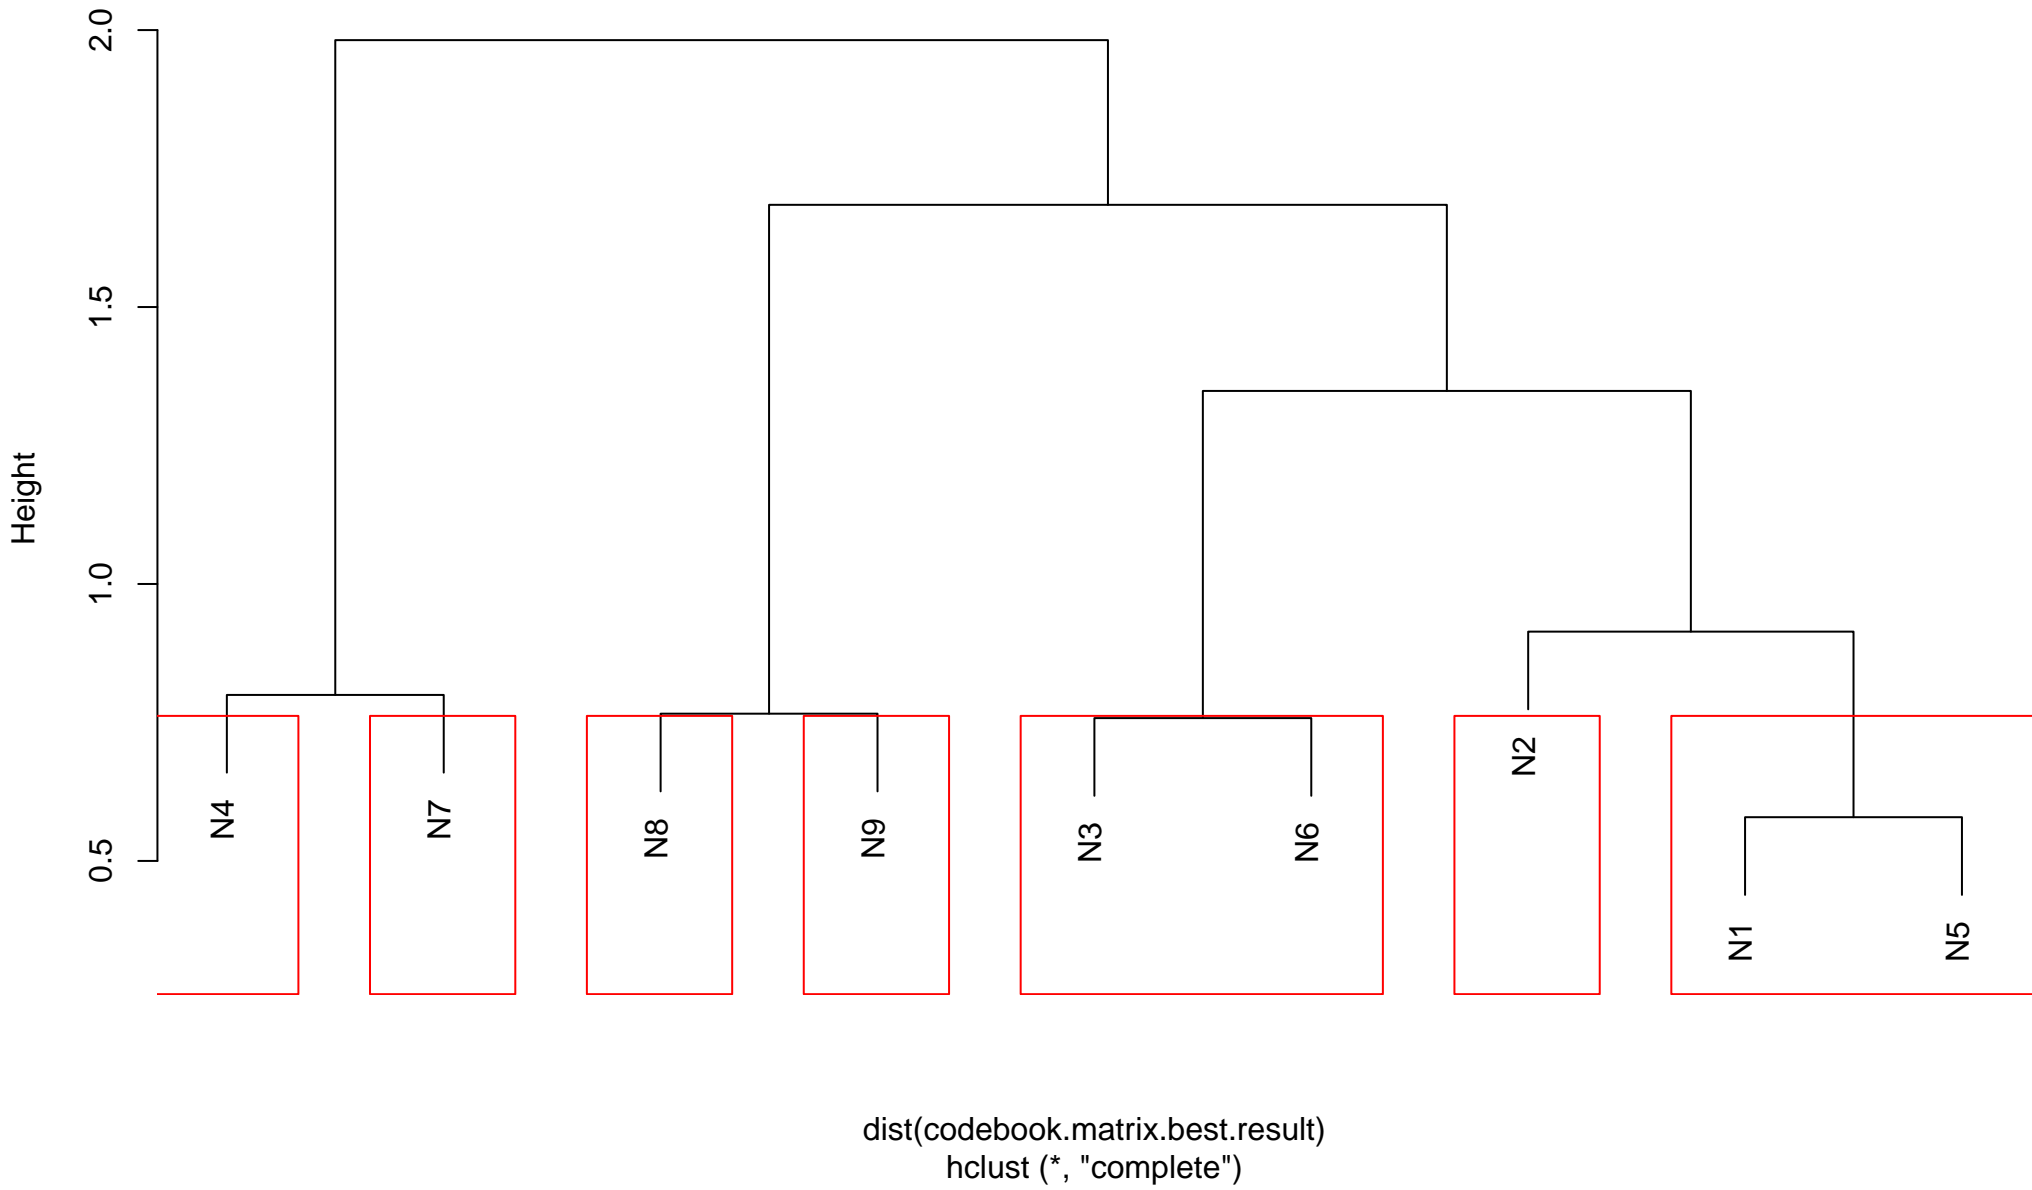 2.0
1.5
1.0
0.5
Height
N4
N7
N8
N9
N3
N6
N2
N1
N5
dist(codebook.matrix.best.result)
hclust (*, "complete")